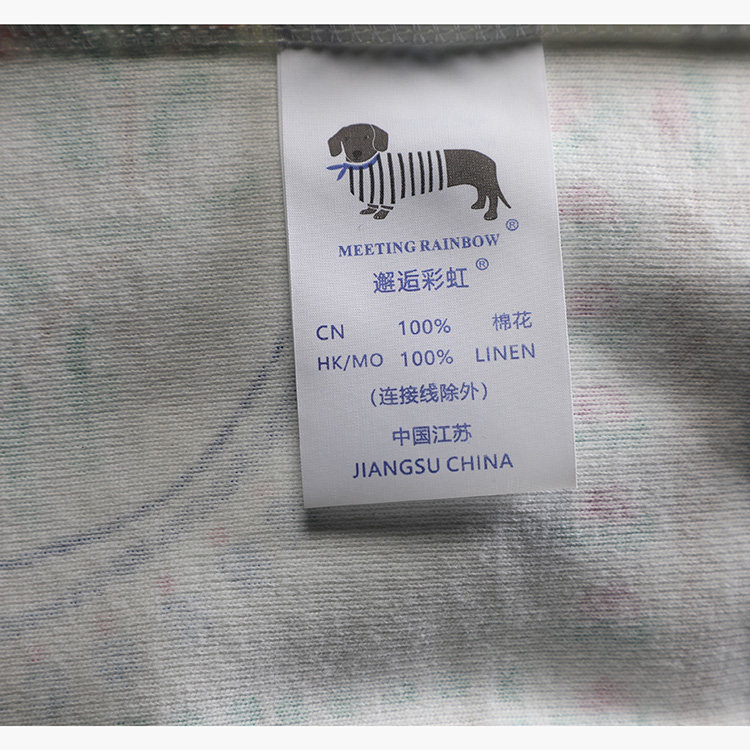 MEETING RAINBOW®
邂逅彩虹®
CN 100% 棉花
HK/MO 100% LINEN
(连接线除外)
中国江苏
JIANGSU CHINA